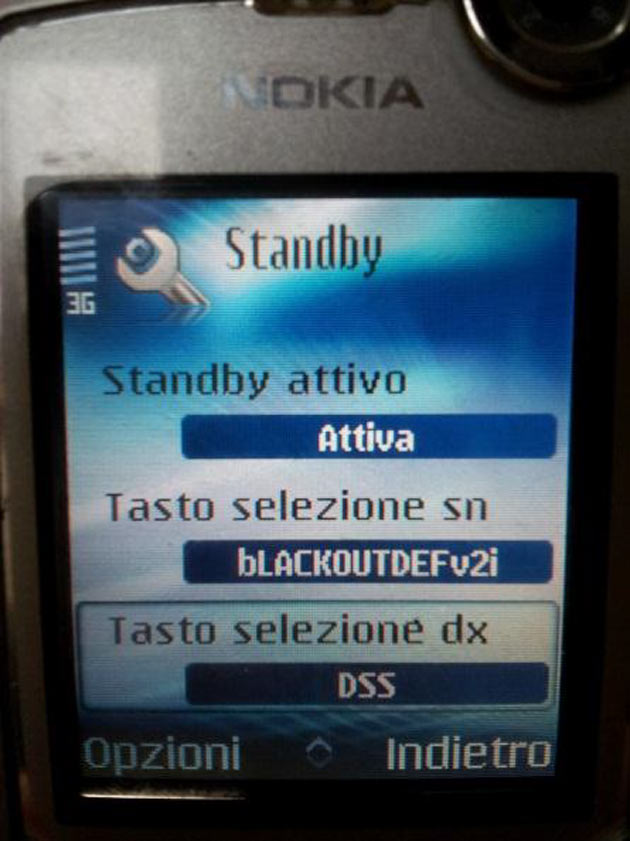 NOKIA
Standby
3G
Standby attivo
Attiva
Tasto selezione sn
bLACKOUTDEFv2i
Tasto selezione dx
DSS
Opzioni Indietro